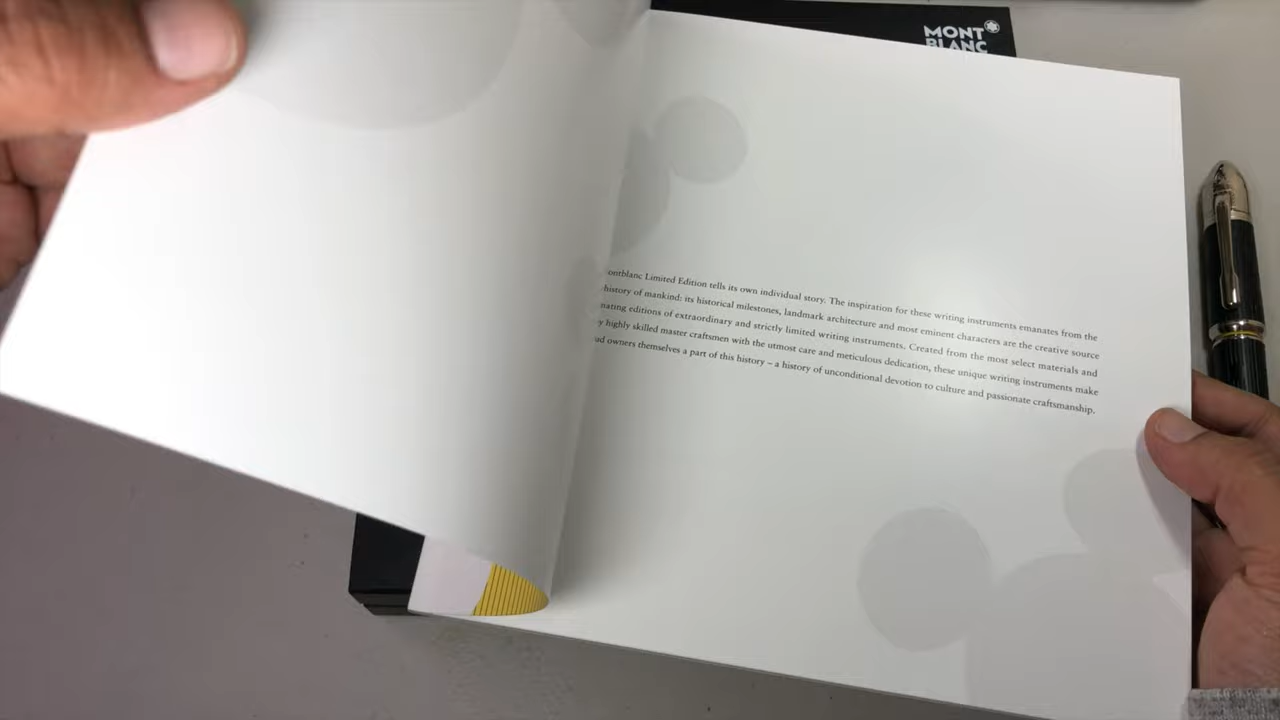 MONT
BLANC
ontblanc Limited Edition tells its own individual story. The inspiration for these writing instruments emanates from the
history of mankind: its historical milestones, landmark architecture and most eminent characters are the creative source
nating editions of extraordinary and strictly limited writing instruments. Created from the most select materials and
y highly skilled master craftsmen with the utmost care and meticulous dedication, these unique writing instruments make
ud owners themselves a part of this history – a history of unconditional devotion to culture and passionate craftsmanship.